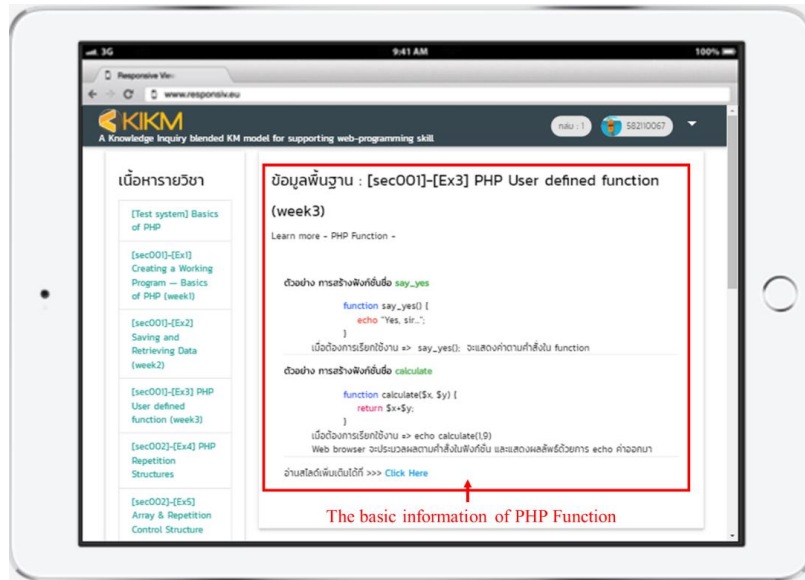 3G
9:41 AM
100%
Responsive Vie
www.responsiv.eu
KIKM
A Knowledge Inquiry blended KM model for supporting web-programming skill
กลุ่ม : 1
582110067
เนื้อหารายวิชา
[Test system] Basics
of PHP
[sec001]-[Ex1]
Creating a Working
Program — Basics
of PHP (week1)
[sec001]-[Ex2]
Saving and
Retrieving Data
(week2)
[sec001]-[Ex3] PHP
User defined
function (week3)
[sec002]-[Ex4] PHP
Repetition
Structures
[sec002]-[Ex5]
Array & Repetition
Control Structure
ข้อมูลพื้นฐาน : [sec001]-[Ex3] PHP User defined function
(week3)
Learn more - PHP Function -
ตัวอย่าง การสร้างฟังก์ชั่นชื่อ say_yes
function say_yes() {
echo "Yes, sir...";
}
เมื่อต้องการเรียกใช้งาน => say_yes(); จะแสดงค่าตามคำสั่งใน function
ตัวอย่าง การสร้างฟังก์ชั่นชื่อ calculate
function calculate($x, $y) {
return $x+$y;
}
เมื่อต้องการเรียกใช้งาน => echo calculate(1,9)
Web browser จะประมวลผลตามคำสั่งในฟังก์ชั่น และแสดงผลลัพธ์ด้วยการ echo ค่าออกมา
อ่านสไลด์เพิ่มเติมได้ที่ >>> Click Here
The basic information of PHP Function